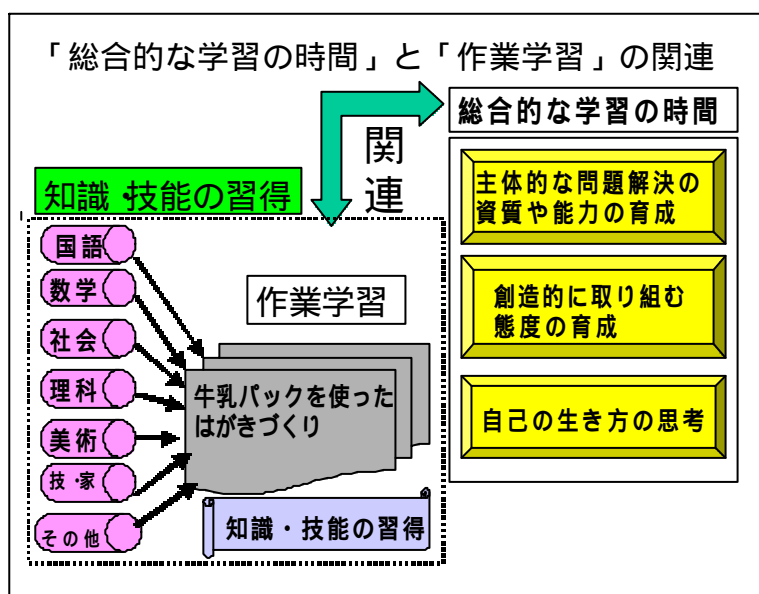 「総合的な学習の時間」と「作業学習」の関連
総合的な学習の時間
関
連
知識・技能の習得
主体的な問題解決の
資質や能力の育成
国語
数学
作業学習
創造的に取り組む
態度の育成
社会
理科
牛乳パックを使った
はがきづくり
自己の生き方の思考
美術
技・家
その他
知識・技能の習得